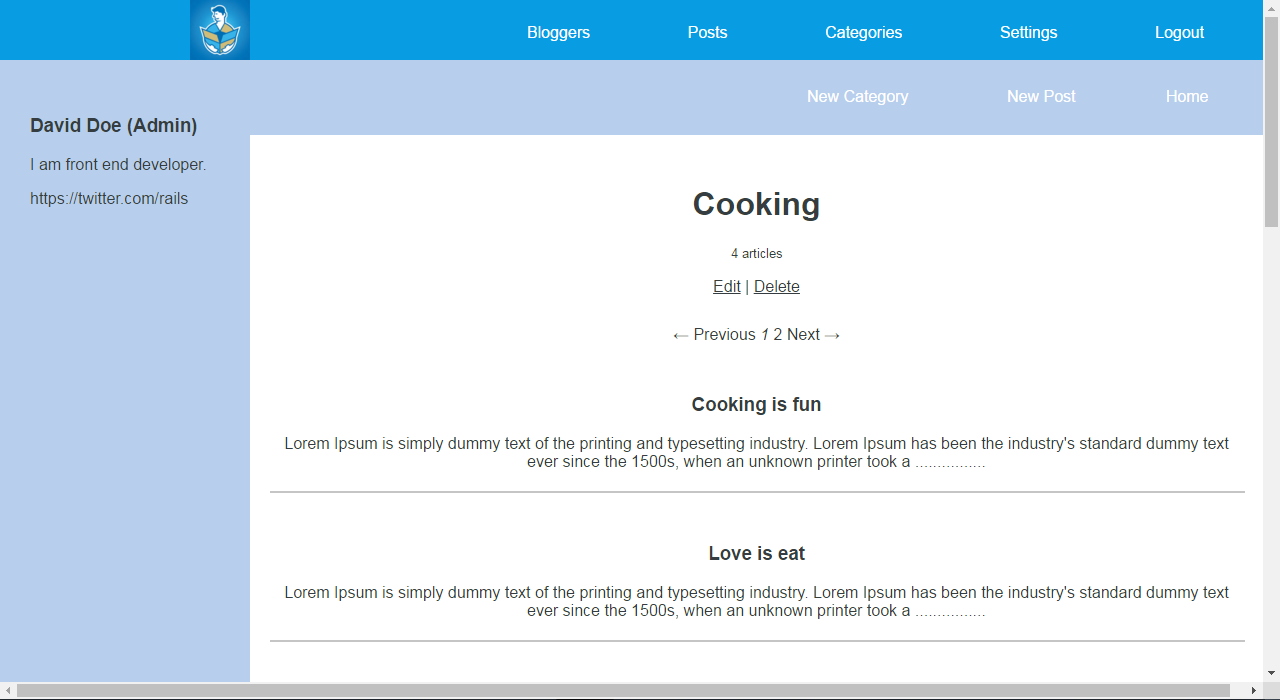 Bloggers Posts Categories Settings Logout
New Category New Post Home
David Doe (Admin)
I am front end developer.
https://twitter.com/rails
Cooking
4 articles
Edit | Delete
← Previous 1 2 Next →
Cooking is fun
Lorem Ipsum is simply dummy text of the printing and typesetting industry. Lorem Ipsum has been the industry's standard dummy text
ever since the 1500s, when an unknown printer took a ................
Love is eat
Lorem Ipsum is simply dummy text of the printing and typesetting industry. Lorem Ipsum has been the industry's standard dummy text
ever since the 1500s, when an unknown printer took a ................